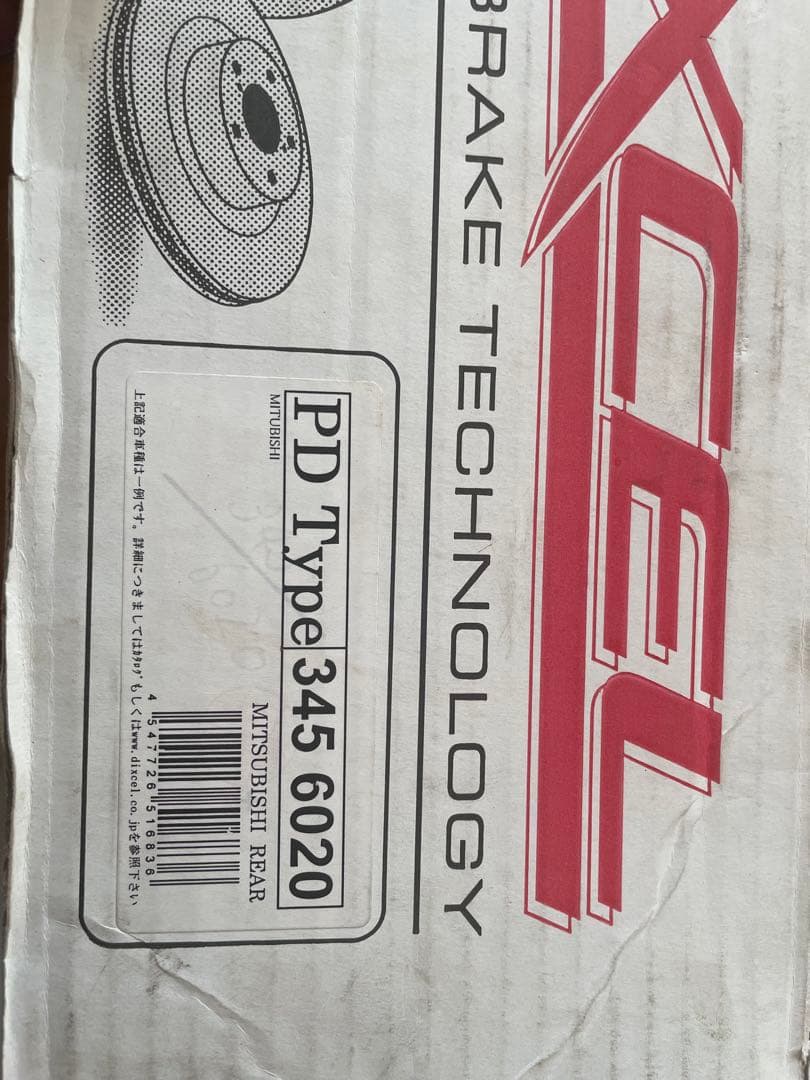 XCEL
BRAKE TECHNOLOGY
PD Type 345 6020
MITUBISHI
MITSUBISHI REAR
4 547726 516836
上記適合車種は一例です。詳細につきましてはｶﾀﾛｸﾞもしくはwww.dixcel.co.jpを参照下さい